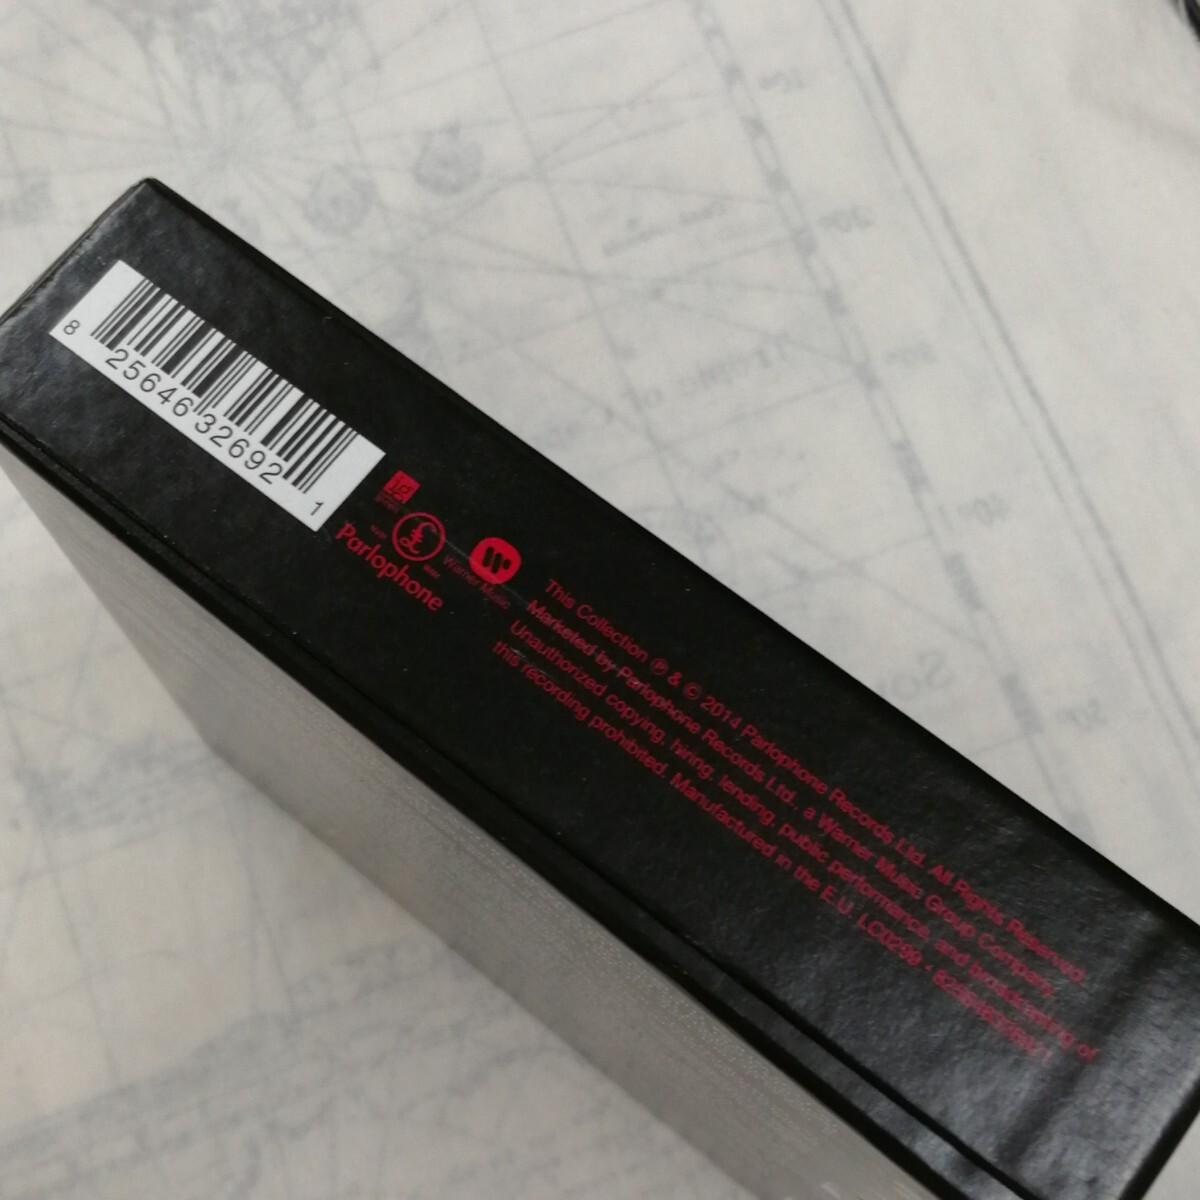 8 25646 32692 1
Parlophone
Warner Music
This Collection ℗ & © 2014 Parlophone Records Ltd. All Rights Reserved.
Marketed by Parlophone Records Ltd., a Warner Music Group Company.
Unauthorized copying, hiring, lending, public performance, and broadcasting of
this recording prohibited. Manufactured in the E.U. LC0299 •